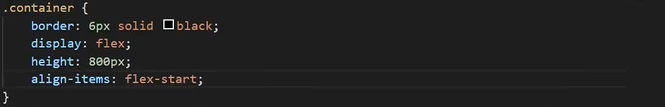 .container {
border: 6px solid black;
display: flex;
height: 800px;
align-items: flex-start;
}